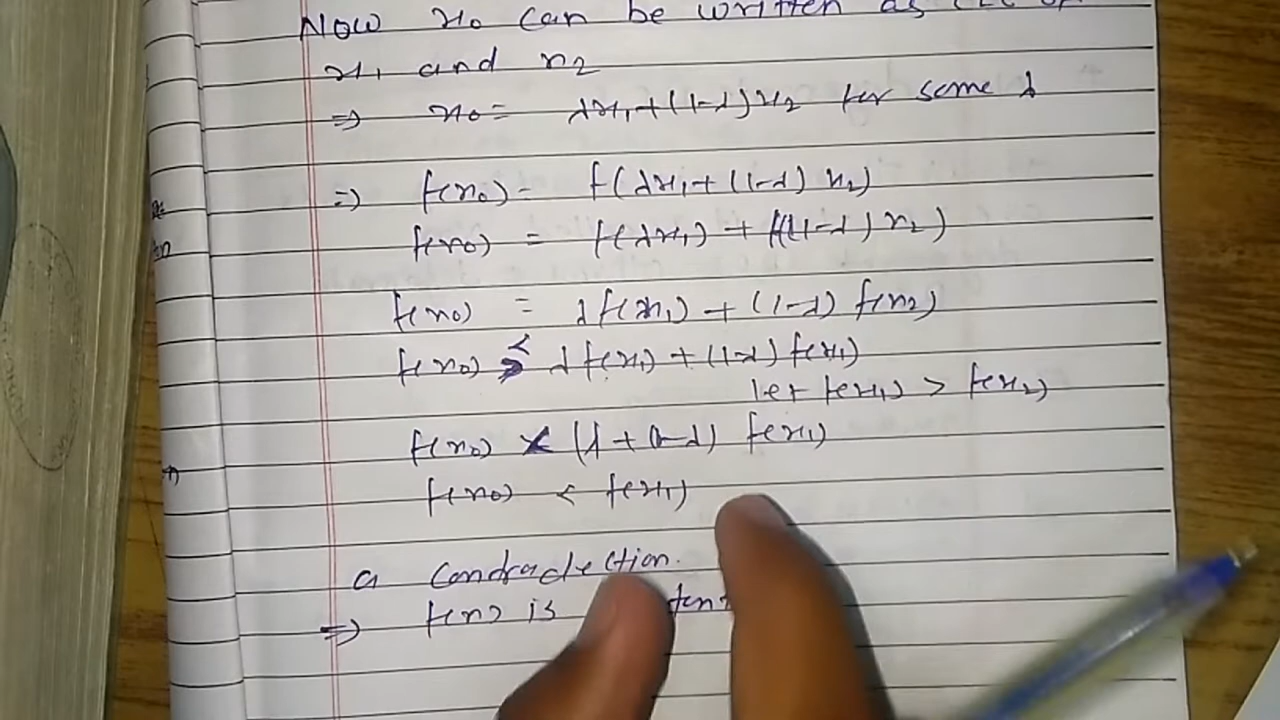 Now x₀ can be written as
x₁ and x₂
⇒ x₀ = λx₁+(1-λ)x₂ for some λ
⇒ f(x₀) = f(λx₁+(1-λ) x₂)
f(x₀) = f(λx₁) + f((1-λ) x₂)
f(x₀) = λ f(x₁) + (1-λ) f(x₂)
f(x₀) < λ f(x₁) + (1-λ) f(x₁)
let f(x₁) > f(x₂)
f(x₀) < (λ + (1-λ) f(x₁)
f(x₀) < f(x₁)
a Condradection.
⇒ f(x) is